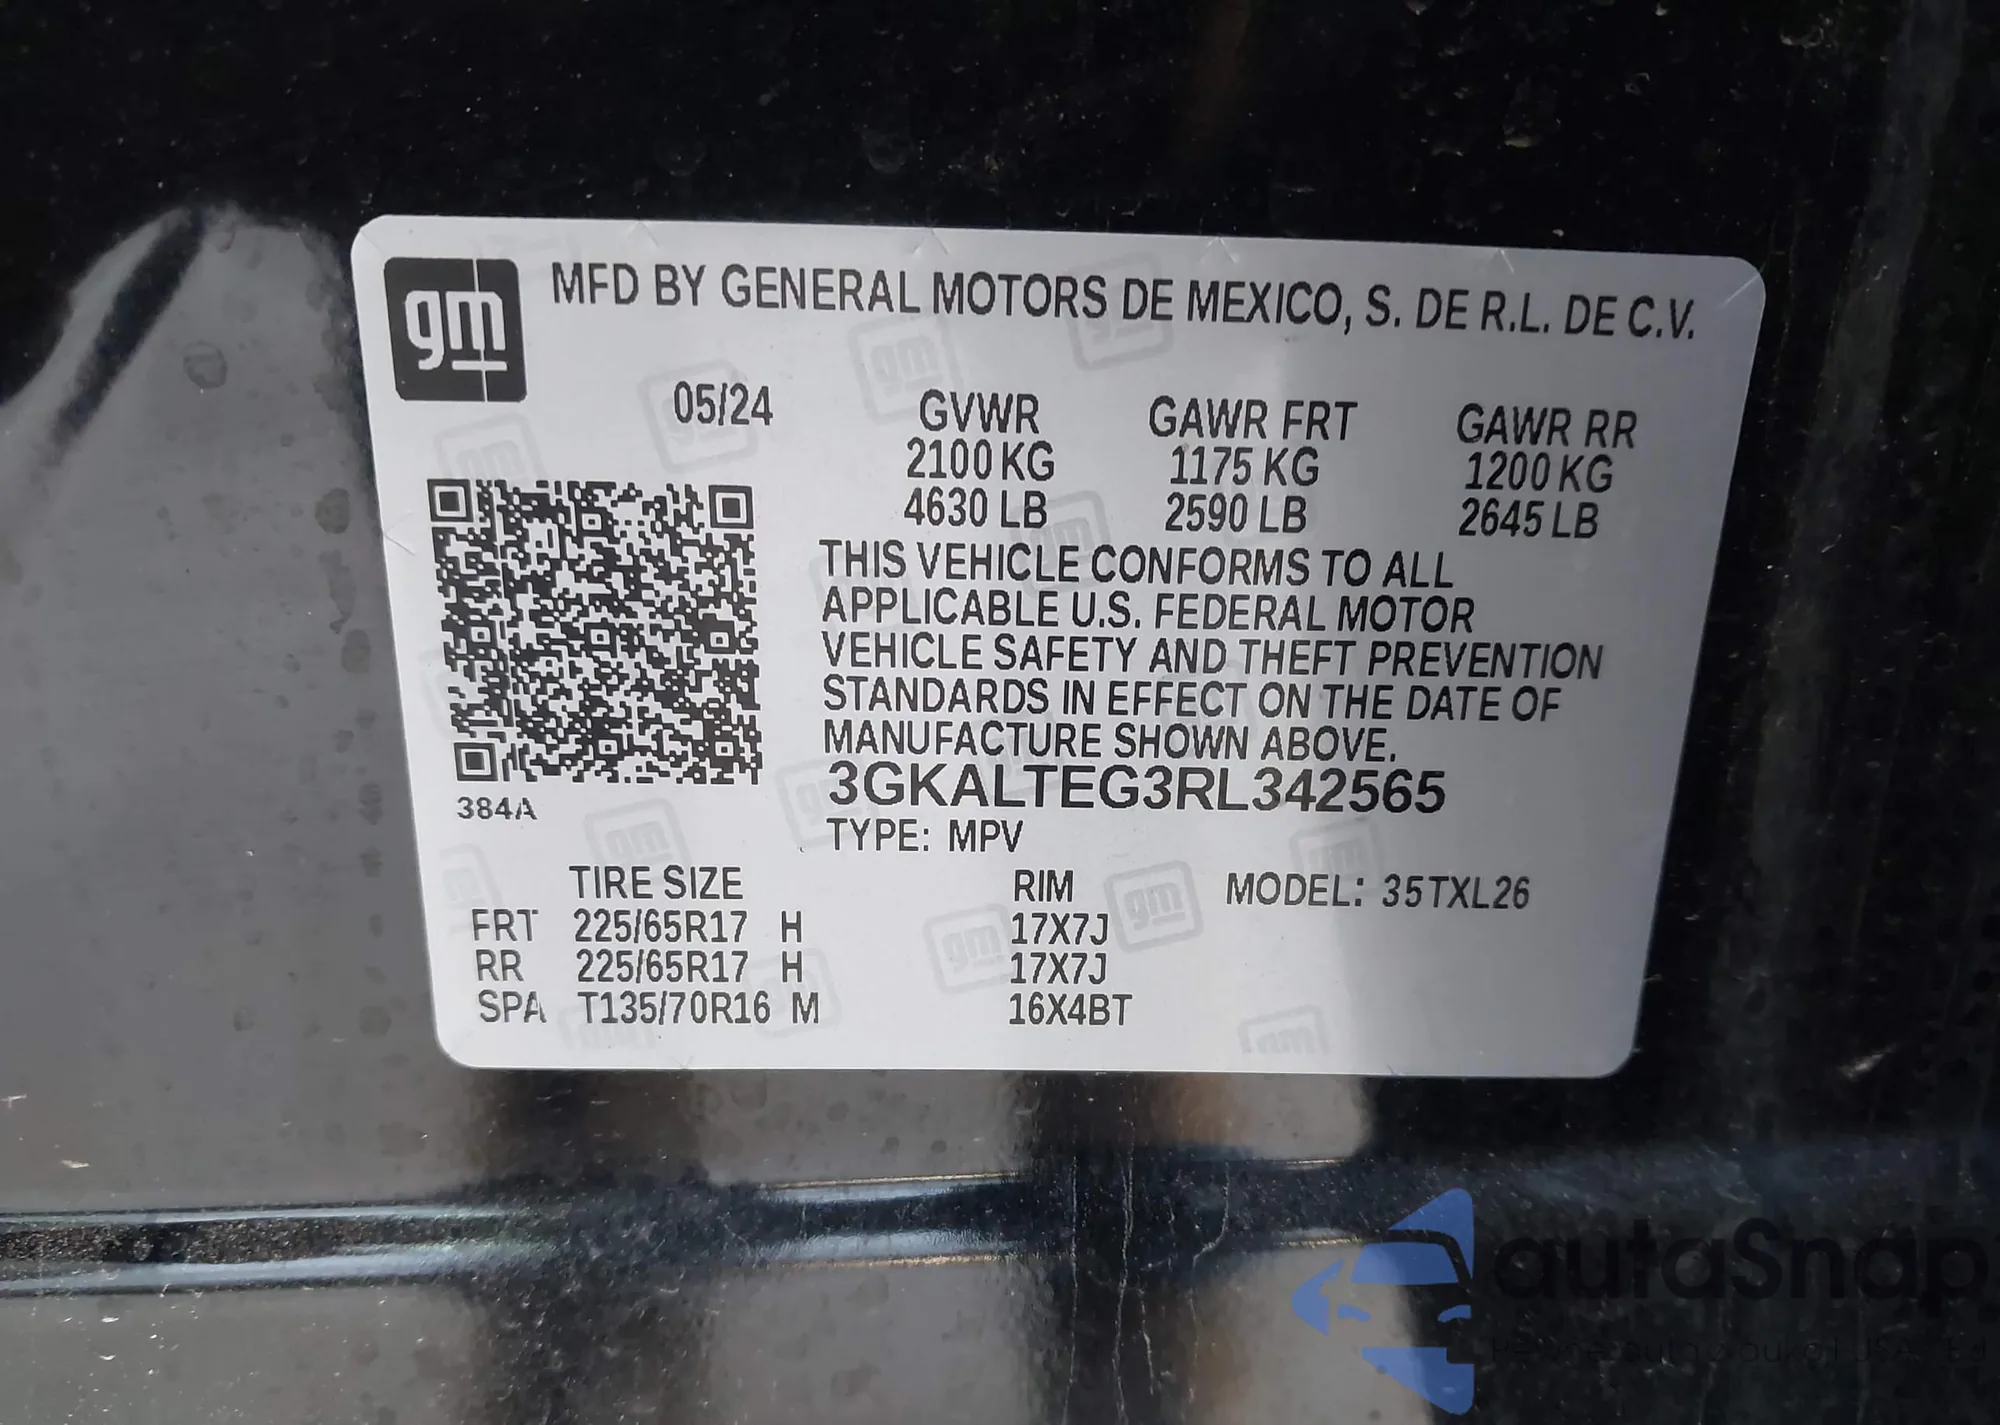 gm
MFD BY GENERAL MOTORS DE MEXICO, S. DE R.L. DE C.V.
05/24
GVWR GAWR FRT GAWR RR
2100 KG 1175 KG 1200 KG
4630 LB 2590 LB 2645 LB
THIS VEHICLE CONFORMS TO ALL
APPLICABLE U.S. FEDERAL MOTOR
VEHICLE SAFETY AND THEFT PREVENTION
STANDARDS IN EFFECT ON THE DATE OF
MANUFACTURE SHOWN ABOVE.
3GKALTEG3RL342565
384A
TYPE: MPV
TIRE SIZE RIM MODEL: 35TXL26
FRT 225/65R17 H 17X7J
RR 225/65R17 H 17X7J
SPA T135/70R16 M 16X4BT
autaSnap